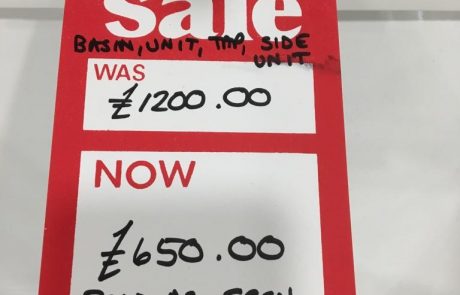 sale
BASIN, UNIT, TAP, SIDE
UNIT
WAS
£1200.00
NOW
£650.00